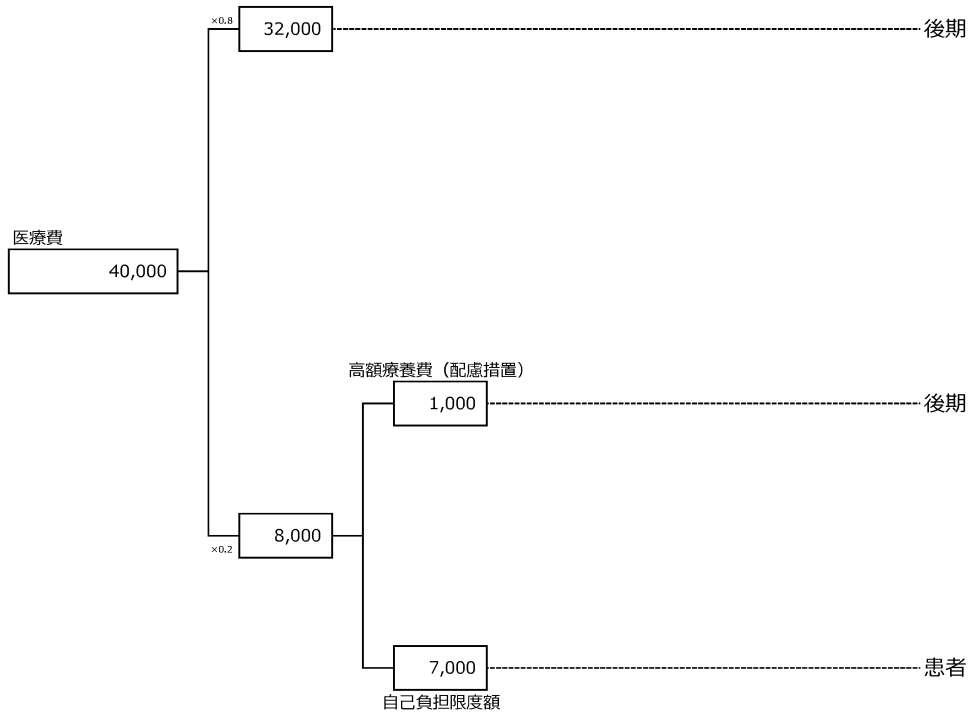 ×0.8
32,000
後期
医療費
40,000
高額療養費（配慮措置）
1,000
後期
8,000
×0.2
7,000
患者
自己負担限度額